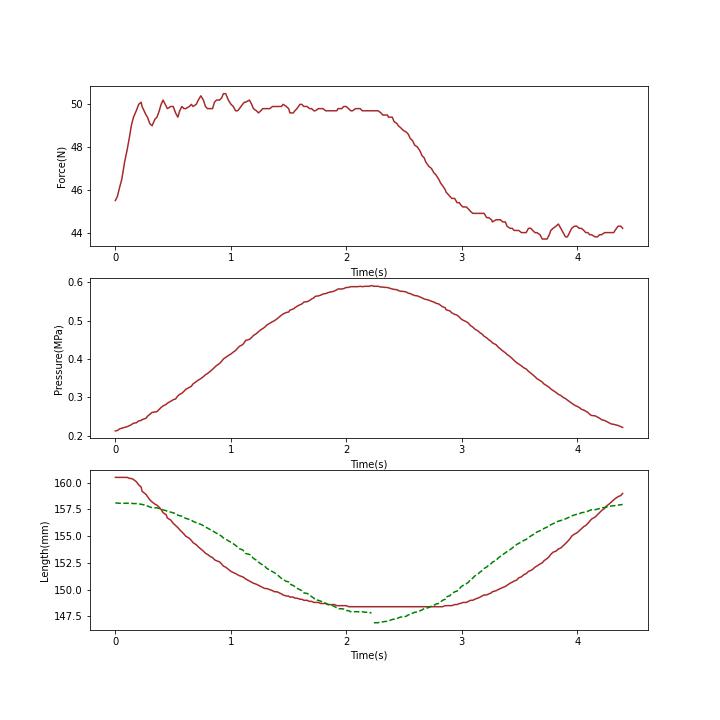 50
48
46
44
Force(N)
0 1 2 3 4
Time(s)
0.6
0.5
0.4
0.3
0.2
Pressure(MPa)
0 1 2 3 4
Time(s)
160.0
157.5
155.0
152.5
150.0
147.5
Length(mm)
0 1 2 3 4
Time(s)